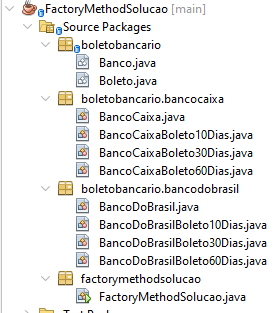 FactoryMethodSolucao [main]
Source Packages
boletobancario
Banco.java
Boleto.java
boletobancario.bancocaixa
BancoCaixa.java
BancoCaixaBoleto10Dias.java
BancoCaixaBoleto30Dias.java
BancoCaixaBoleto60Dias.java
boletobancario.bancodobrasil
BancoDoBrasil.java
BancoDoBrasilBoleto10Dias.java
BancoDoBrasilBoleto30Dias.java
BancoDoBrasilBoleto60Dias.java
factorymethodsolucao
FactoryMethodSolucao.java